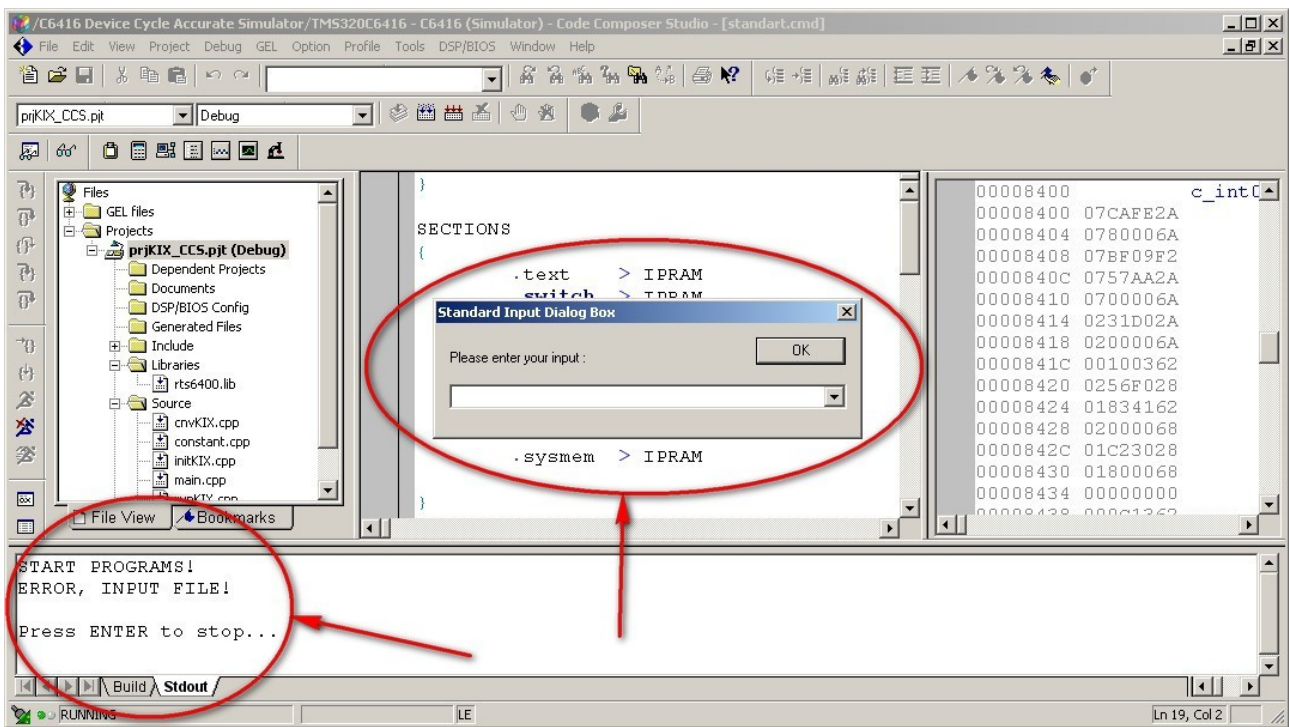 /C6416 Device Cycle Accurate Simulator/TMS320C6416 - C6416 (Simulator) - Code Composer Studio - [standart.cmd]
File Edit View Project Debug GEL Option Profile Tools DSP/BIOS Window Help
prjKIX_CCS.pjt Debug
Files
GEL files
Projects
prjKIX_CCS.pjt (Debug)
Dependent Projects
Documents
DSP/BIOS Config
Generated Files
Include
Libraries
rts6400.lib
Source
cnvKIX.cpp
constant.cpp
initKIX.cpp
main.cpp
File View Bookmarks
}
SECTIONS
{
.text > IPRAM
.switch > IPRAM
Standard Input Dialog Box
Please enter your input :
OK
.sysmem > IPRAM
}
00008400 c_int0
00008400 07CAFE2A
00008404 0780006A
00008408 07BF09F2
0000840C 0757AA2A
00008410 0700006A
00008414 0231D02A
00008418 0200006A
0000841C 00100362
00008420 0256F028
00008424 01834162
00008428 02000068
0000842C 01C23028
00008430 01800068
00008434 00000000
00008438 000C1362
START PROGRAMS!
ERROR, INPUT FILE!
Press ENTER to stop...
Build Stdout
RUNNING LE Ln 19, Col 2